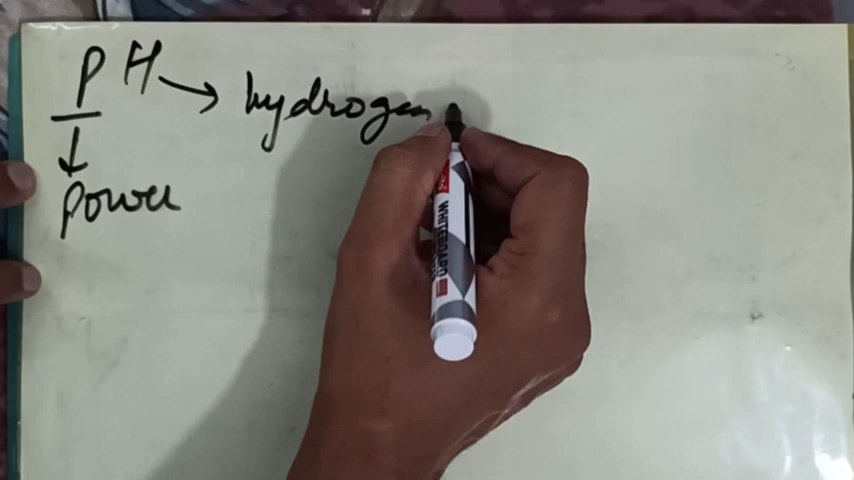 PH → hydrogen
↓
Power
WHITEBOARD